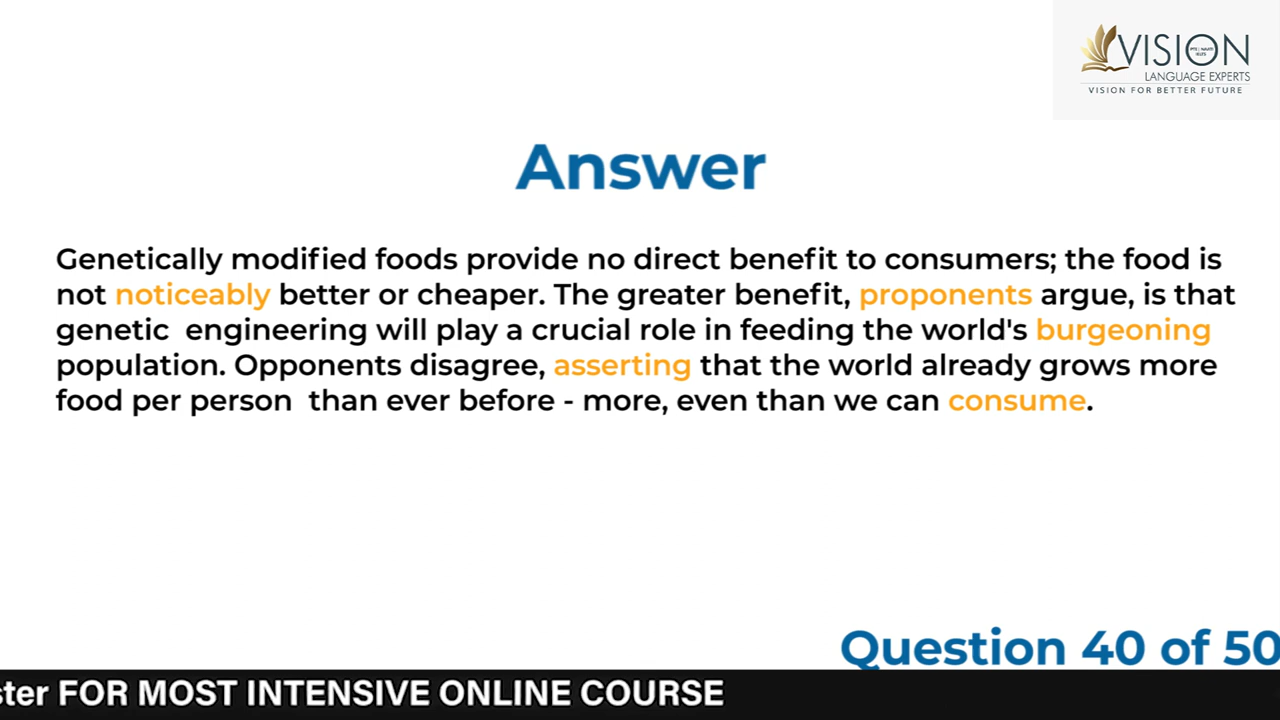 VISION
LANGUAGE EXPERTS
VISION FOR BETTER FUTURE
Answer
Genetically modified foods provide no direct benefit to consumers; the food is
not noticeably better or cheaper. The greater benefit, proponents argue, is that
genetic engineering will play a crucial role in feeding the world's burgeoning
population. Opponents disagree, asserting that the world already grows more
food per person than ever before - more, even than we can consume.
Question 40 of 50
ster FOR MOST INTENSIVE ONLINE COURSE